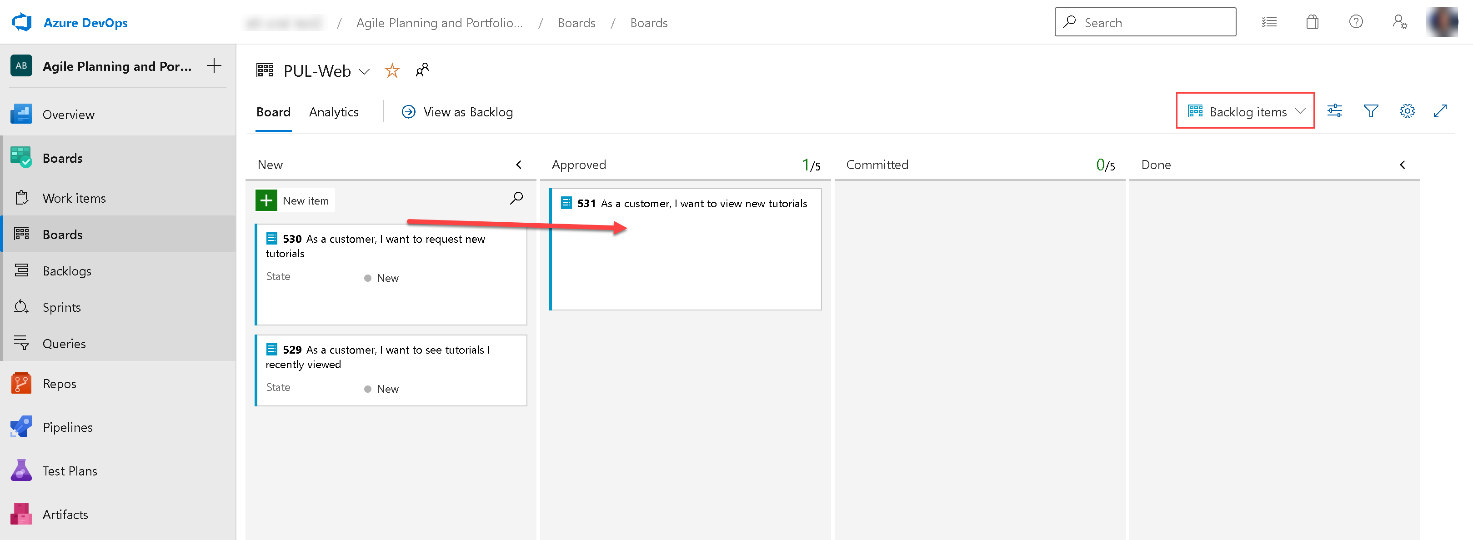 Azure DevOps
/ Agile Planning and Portfolio... / Boards / Boards
Search
AB Agile Planning and Por...
Overview
Boards
Work items
Boards
Backlogs
Sprints
Queries
Repos
Pipelines
Test Plans
Artifacts
PUL-Web
Board Analytics View as Backlog
Backlog items
New
New item
530 As a customer, I want to request new
tutorials
State New
529 As a customer, I want to see tutorials I
recently viewed
State New
Approved 1/5
531 As a customer, I want to view new tutorials
Committed 0/5
Done